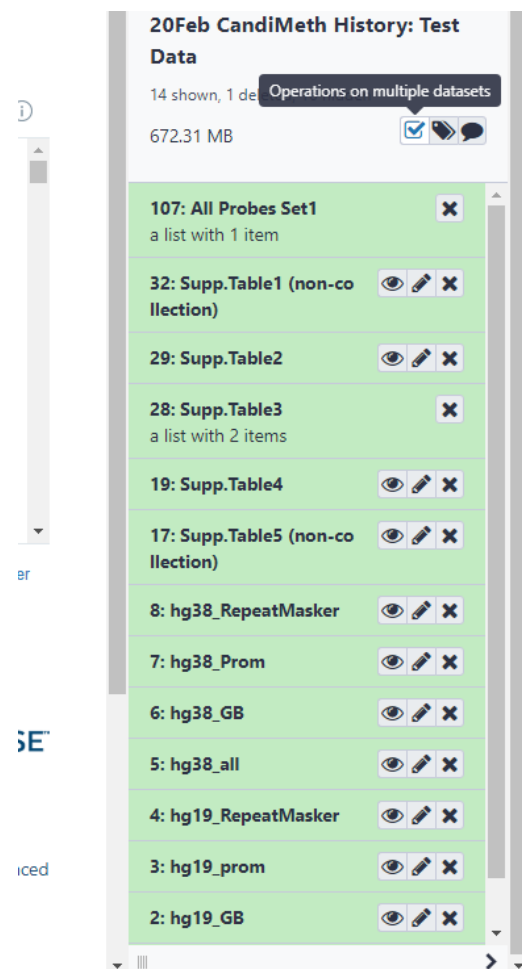 20Feb CandiMeth History: Test
Data
Operations on multiple datasets
14 shown, 1
672.31 MB
107: All Probes Set1
a list with 1 item
32: Supp.Table1 (non-co
llection)
29: Supp.Table2
28: Supp.Table3
a list with 2 items
19: Supp.Table4
17: Supp.Table5 (non-co
llection)
8: hg38_RepeatMasker
7: hg38_Prom
6: hg38_GB
5: hg38_all
4: hg19_RepeatMasker
3: hg19_prom
2: hg19_GB
er
SE
ced